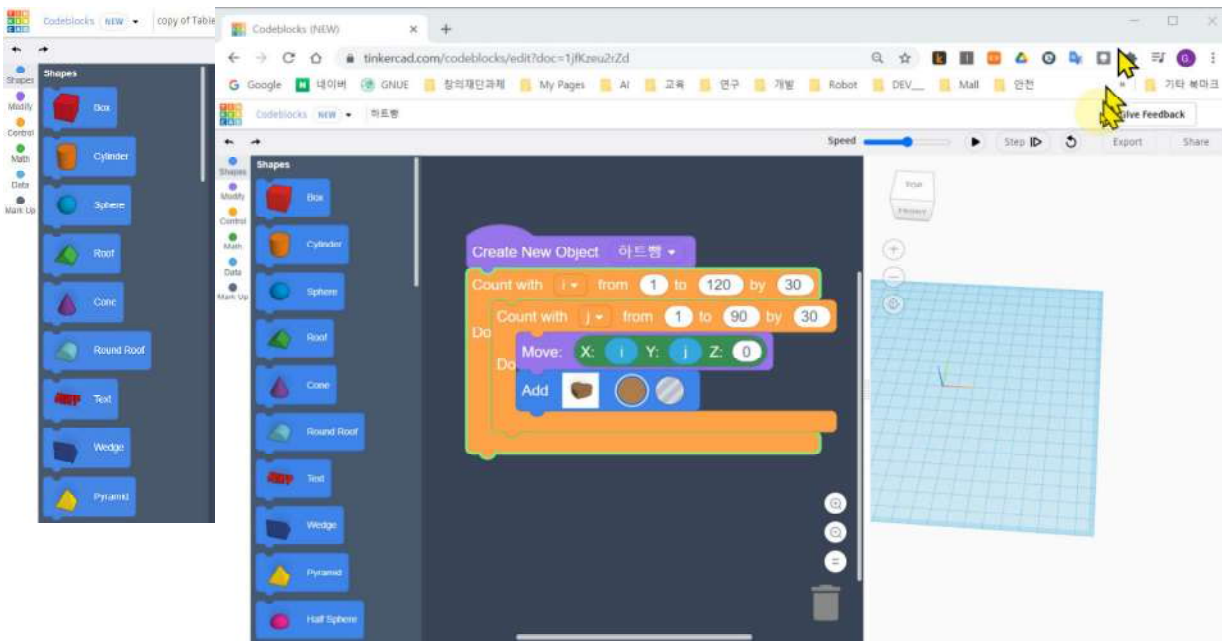 Codeblocks NEW copy of Table
Shapes
Shapes
Modify
Control
Math
Data
Mark Up
Box
Cylinder
Sphere
Roof
Cone
Round Roof
Text
Wedge
Pyramid
Codeblocks (NEW)
tinkercad.com/codeblocks/edit?doc=1jfKzeu2rZd
Google 네이버 GNUE 창의재단과제 My Pages AI 교육 연구 개발 Robot DEV__ Mall 안전 » 기타 북마크
Codeblocks NEW 하트빵
Give Feedback
Speed Step Export Share
Shapes
Shapes
Modify
Control
Math
Data
Mark Up
Box
Cylinder
Sphere
Roof
Cone
Round Roof
Text
Wedge
Pyramid
Half Sphere
Create New Object 하트빵
Count with i from 1 to 120 by 30
Do
Count with j from 1 to 90 by 30
Do
Move: X: i Y: j Z: 0
Add
TOP
FRONT